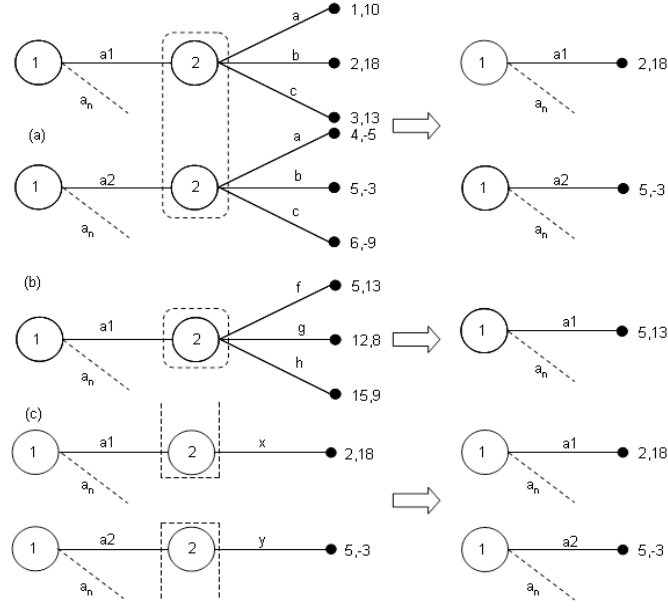 a 1,10
1 a1 2 b 2,18 1 a1 2,18
c
an 3,13 an
(a) a 4,-5
1 a2 2 b 5,-3 1 a2 5,-3
c
an 6,-9 an
(b) f 5,13
1 a1 2 g 12,8 1 a1 5,13
h
an 15,9 an
(c)
1 a1 2 x 2,18 1 a1 2,18
an an
1 a2 2 y 5,-3 1 a2 5,-3
an an